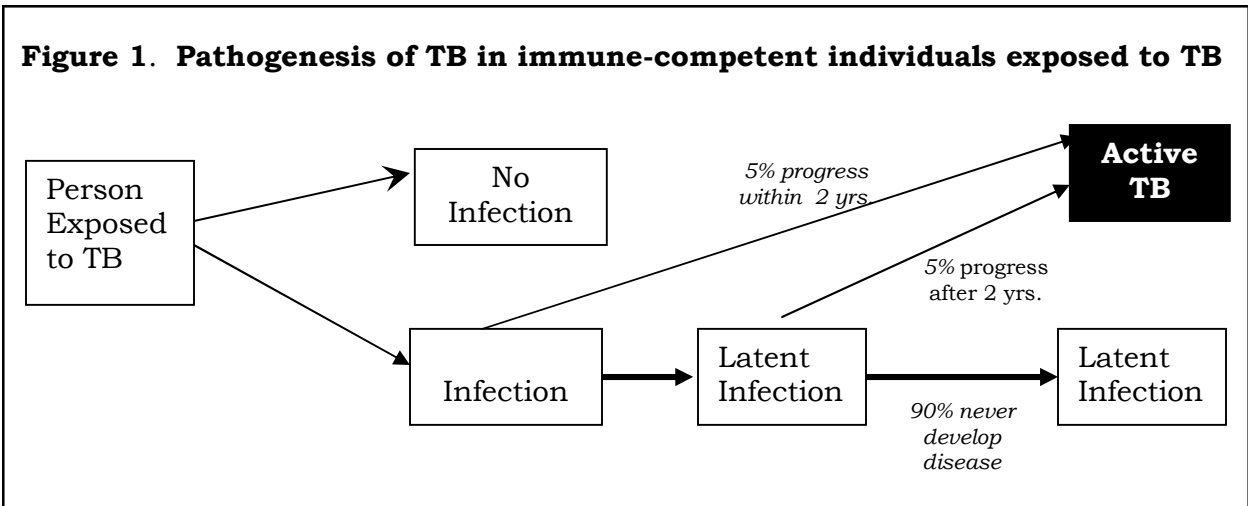 Figure 1.  Pathogenesis of TB in immune-competent individuals exposed to TB
Person
Exposed
to TB
No
Infection
5% progress
within  2 yrs.
Active
TB
5% progress
after 2 yrs.
Infection
Latent
Infection
90% never
develop
disease
Latent
Infection